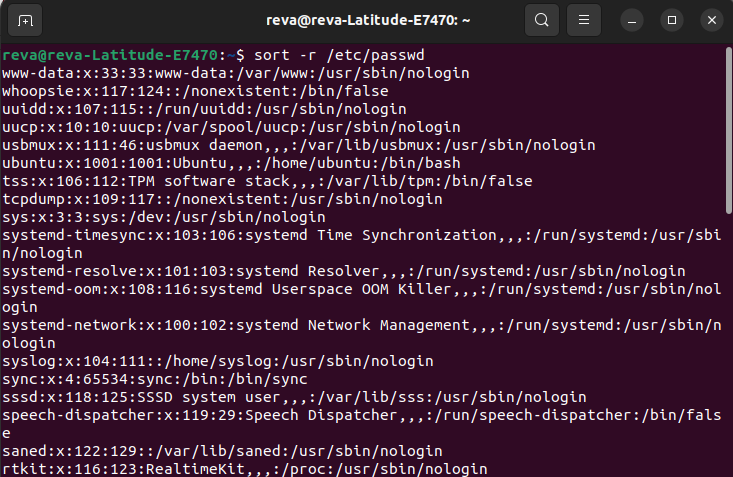 reva@reva-Latitude-E7470: ~
reva@reva-Latitude-E7470:~$ sort -r /etc/passwd
www-data:x:33:33:www-data:/var/www:/usr/sbin/nologin
whoopsie:x:117:124::/nonexistent:/bin/false
uuidd:x:107:115::/run/uuidd:/usr/sbin/nologin
uucp:x:10:10:uucp:/var/spool/uucp:/usr/sbin/nologin
usbmux:x:111:46:usbmux daemon,,,:/var/lib/usbmux:/usr/sbin/nologin
ubuntu:x:1001:1001:Ubuntu,,,:/home/ubuntu:/bin/bash
tss:x:106:112:TPM software stack,,,:/var/lib/tpm:/bin/false
tcpdump:x:109:117::/nonexistent:/usr/sbin/nologin
sys:x:3:3:sys:/dev:/usr/sbin/nologin
systemd-timesync:x:103:106:systemd Time Synchronization,,,:/run/systemd:/usr/sbi
n/nologin
systemd-resolve:x:101:103:systemd Resolver,,,:/run/systemd:/usr/sbin/nologin
systemd-oom:x:108:116:systemd Userspace OOM Killer,,,:/run/systemd:/usr/sbin/nol
ogin
systemd-network:x:100:102:systemd Network Management,,,:/run/systemd:/usr/sbin/n
ologin
syslog:x:104:111::/home/syslog:/usr/sbin/nologin
sync:x:4:65534:sync:/bin:/bin/sync
sssd:x:118:125:SSSD system user,,,:/var/lib/sss:/usr/sbin/nologin
speech-dispatcher:x:119:29:Speech Dispatcher,,,:/run/speech-dispatcher:/bin/fals
e
saned:x:122:129::/var/lib/saned:/usr/sbin/nologin
rtkit:x:116:123:RealtimeKit,,,:/proc:/usr/sbin/nologin